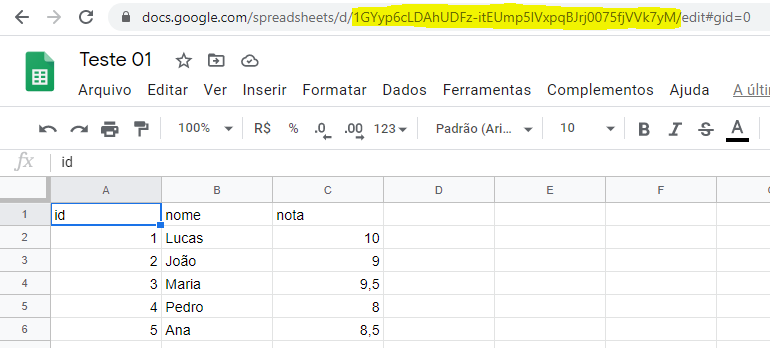 docs.google.com/spreadsheets/d/1GYyp6cLDAhUDFz-itEUmp5IVxpqBJrj0075fjVVk7yM/edit#gid=0
Teste 01
Arquivo Editar Ver Inserir Formatar Dados Ferramentas Complementos Ajuda A últi
100% R$ % .0 .00 123 Padrão (Ari... 10 B I S A
fx id
A B C D E F
1 id nome nota
2 1 Lucas 10
3 2 João 9
4 3 Maria 9,5
5 4 Pedro 8
6 5 Ana 8,5